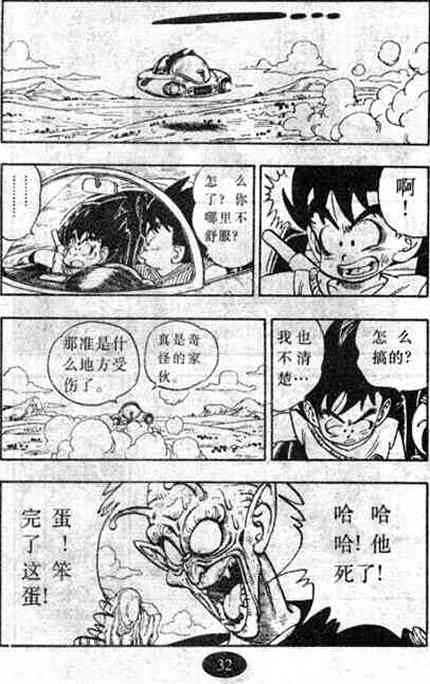 啊
！
怎么
了？你
哪里不
舒服？
………
………
怎么
搞的？
我也
不清
楚…
真是奇
怪的家
伙。
那准是什
么地方受
伤了。
哈哈
哈！他
死了！
完蛋
了！
这笨
蛋！
32